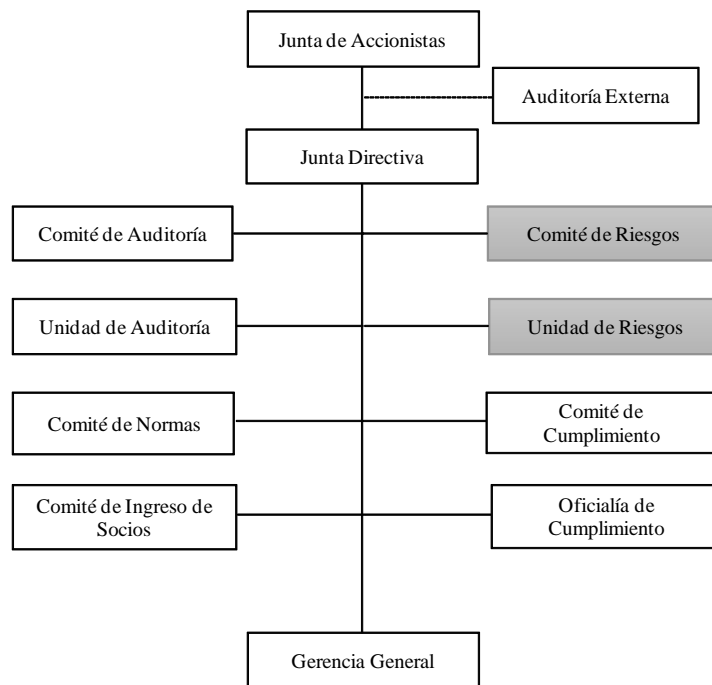 Junta de Accionistas
Auditoría Externa
Junta Directiva
Comité de Auditoría
Comité de Riesgos
Unidad de Auditoría
Unidad de Riesgos
Comité de Normas
Comité de
Cumplimiento
Comité de Ingreso de
Socios
Oficialía de
Cumplimiento
Gerencia General